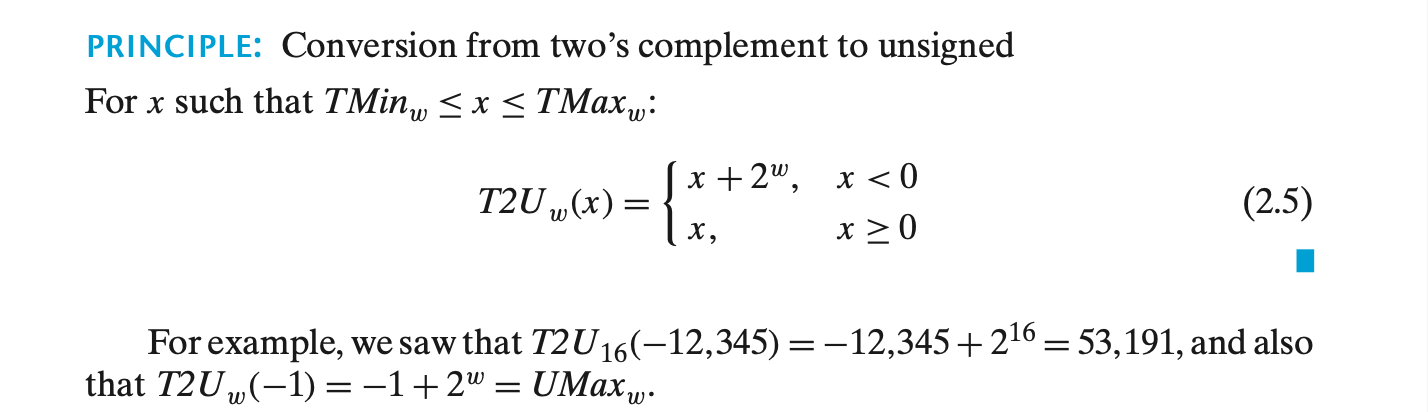 PRINCIPLE: Conversion from two’s complement to unsigned
For x such that TMin_w ≤ x ≤ TMax_w:
T2U_w(x) = { x + 2^w, x < 0
x, x ≥ 0
(2.5)
For example, we saw that T2U_16(−12,345) = −12,345 + 2^16 = 53,191, and also
that T2U_w(−1) = −1 + 2^w = UMax_w.